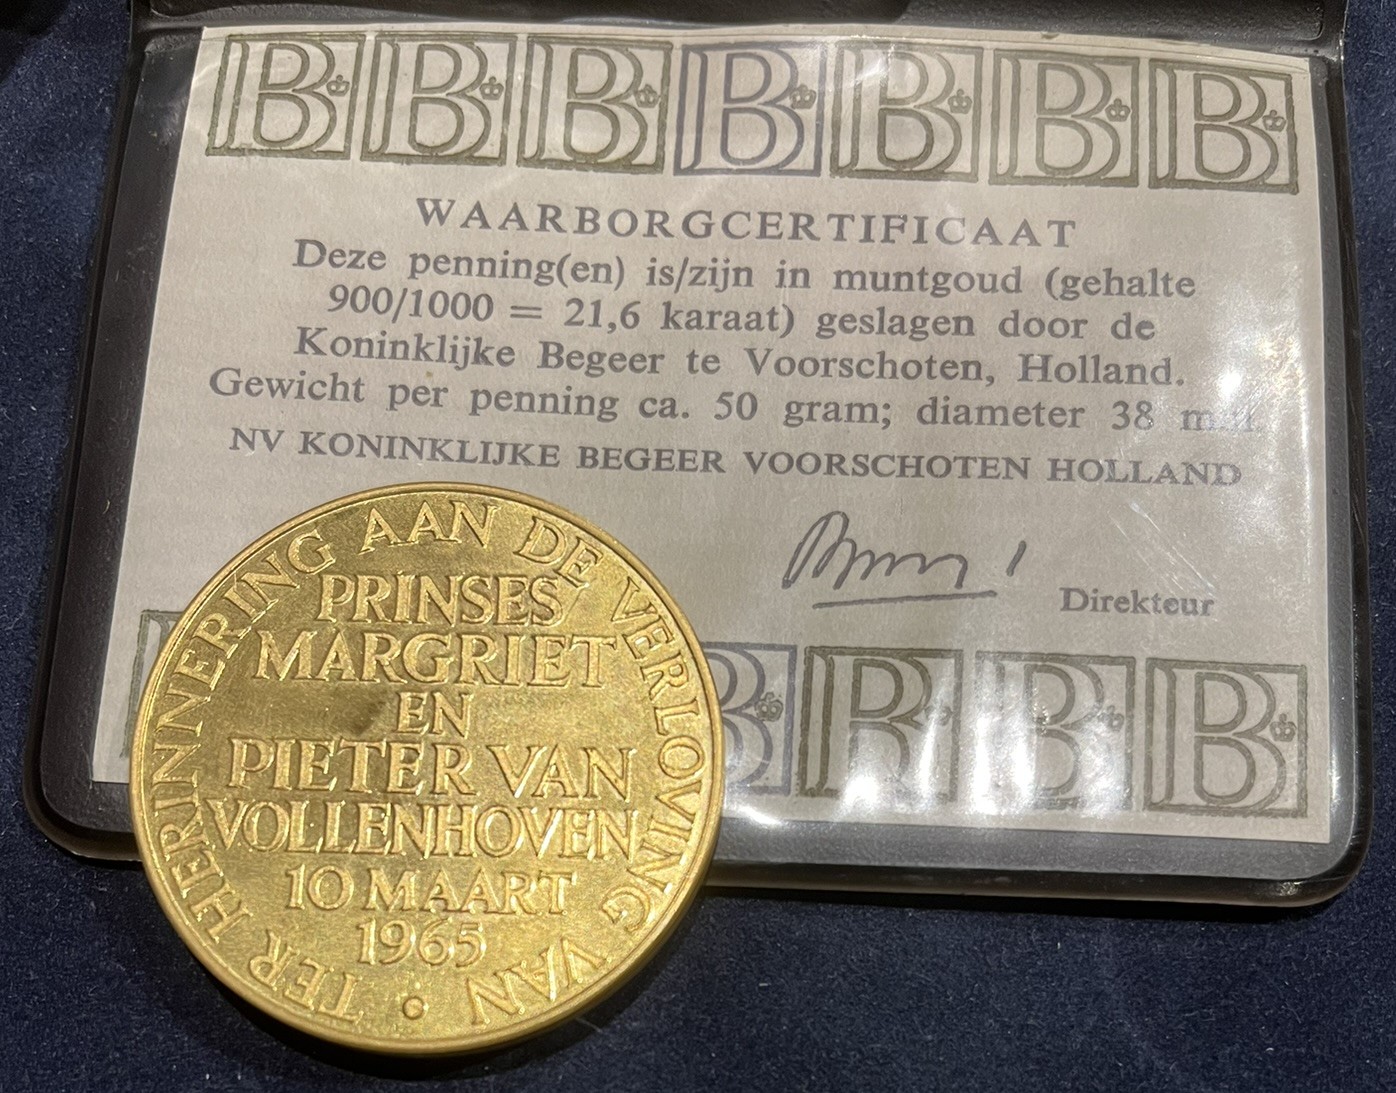 B B B B B B B
WAARBORGCERTIFICAAT
Deze penning(en) is/zijn in muntgoud (gehalte
900/1000 = 21,6 karaat) geslagen door de
Koninklijke Begeer te Voorschoten, Holland.
Gewicht per penning ca. 50 gram; diameter 38
NV KONINKLIJKE BEGEER VOORSCHOTEN HOLLAND
Direkteur
B B B B
TER HERINNERING AAN DE VERLOVING VAN
PRINSES
MARGRIET
EN
PIETER VAN
VOLLENHOVEN
10 MAART
1965